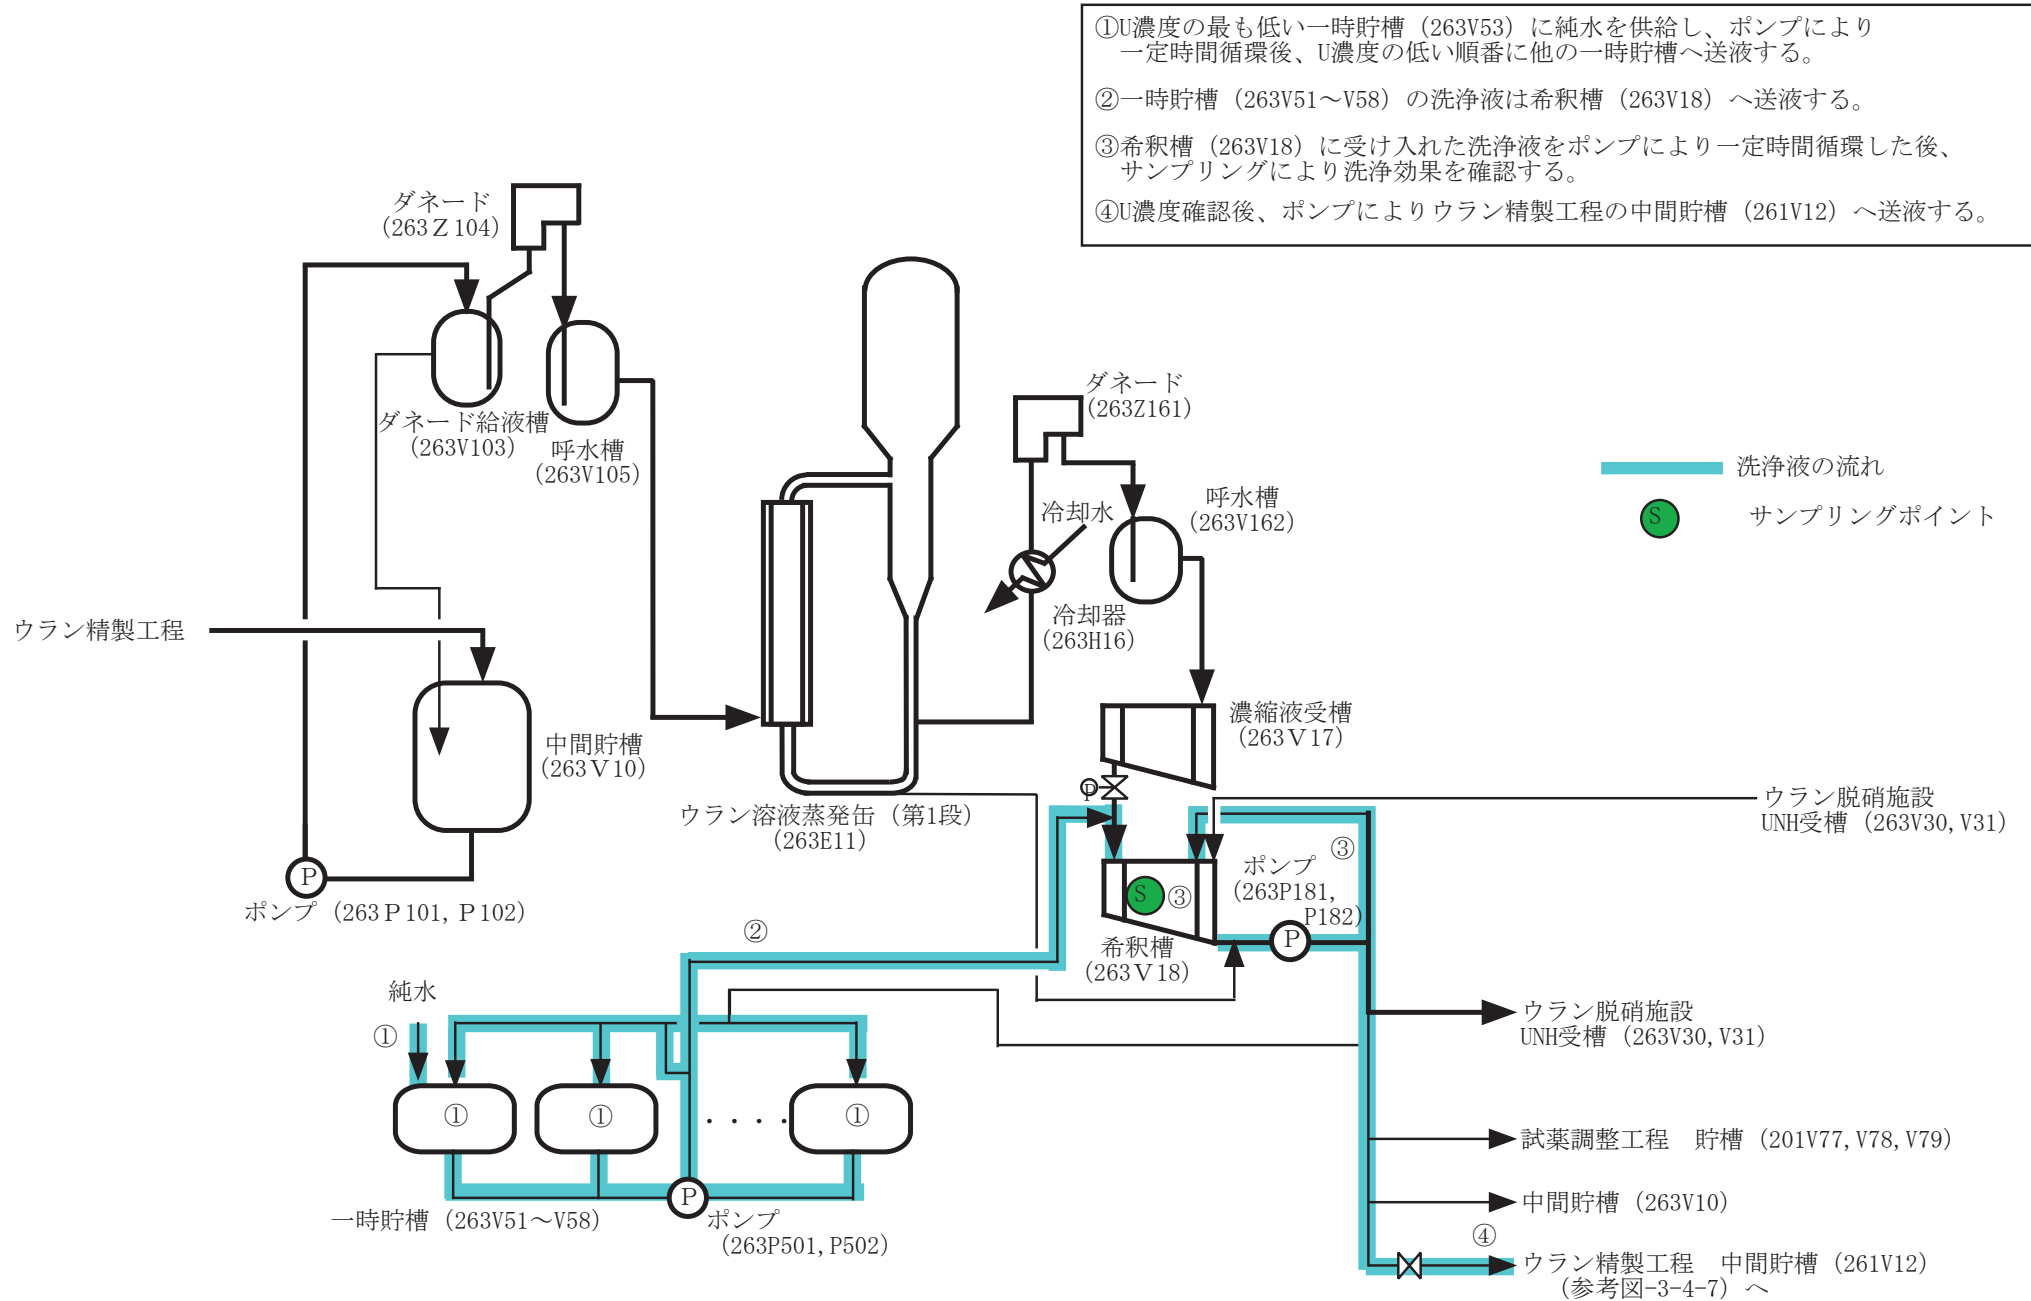 ①U濃度の最も低い一時貯槽（263V53）に純水を供給し、ポンプにより
一定時間循環後、U濃度の低い順番に他の一時貯槽へ送液する。
②一時貯槽（263V51～V58）の洗浄液は希釈槽（263V18）へ送液する。
③希釈槽（263V18）に受け入れた洗浄液をポンプにより一定時間循環した後、
サンプリングにより洗浄効果を確認する。
④U濃度確認後、ポンプによりウラン精製工程の中間貯槽（261V12）へ送液する。
ダネード
（263Ｚ104）
ダネード給液槽
（263V103）
呼水槽
（263V105）
ダネード
（263Z161）
冷却水
呼水槽
（263V162）
洗浄液の流れ
S
サンプリングポイント
冷却器
（263H16）
ウラン精製工程
中間貯槽
（263Ｖ10）
濃縮液受槽
（263Ｖ17）
P
ウラン溶液蒸発缶（第1段）
（263E11）
ウラン脱硝施設
UNH受槽（263V30,V31）
③
ポンプ
（263P181,
P182）
S
③
P
P
ポンプ（263Ｐ101,Ｐ102）
②
希釈槽
（263Ｖ18）
純水
①
ウラン脱硝施設
UNH受槽（263V30,V31）
①
①
・・・・
①
試薬調整工程　貯槽（201V77,V78,V79）
P
一時貯槽（263V51～V58）
ポンプ
（263P501,P502）
中間貯槽（263V10）
④
ウラン精製工程　中間貯槽（261V12）
（参考図-3-4-7）へ